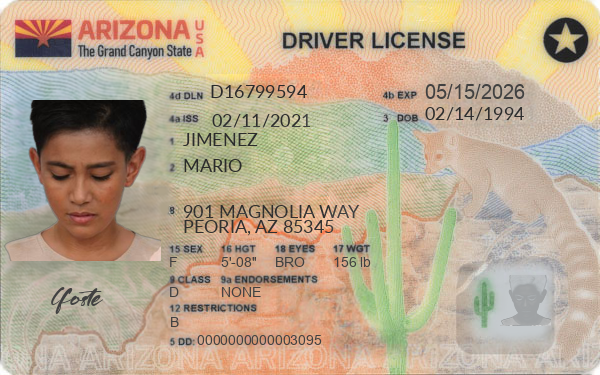 ARIZONA USA
The Grand Canyon State
DRIVER LICENSE
4d DLN D16799594 4b EXP 05/15/2026
4a ISS 02/11/2021 3 DOB 02/14/1994
1 JIMENEZ
2 MARIO
8 901 MAGNOLIA WAY
PEORIA, AZ 85345
15 SEX 16 HGT 18 EYES 17 WGT
F 5'-08" BRO 156 lb
9 CLASS 9a ENDORSEMENTS
D NONE
12 RESTRICTIONS
B
5 DD: 0000000000003095
ARIZONA ARIZONA ARIZONA ARIZONA